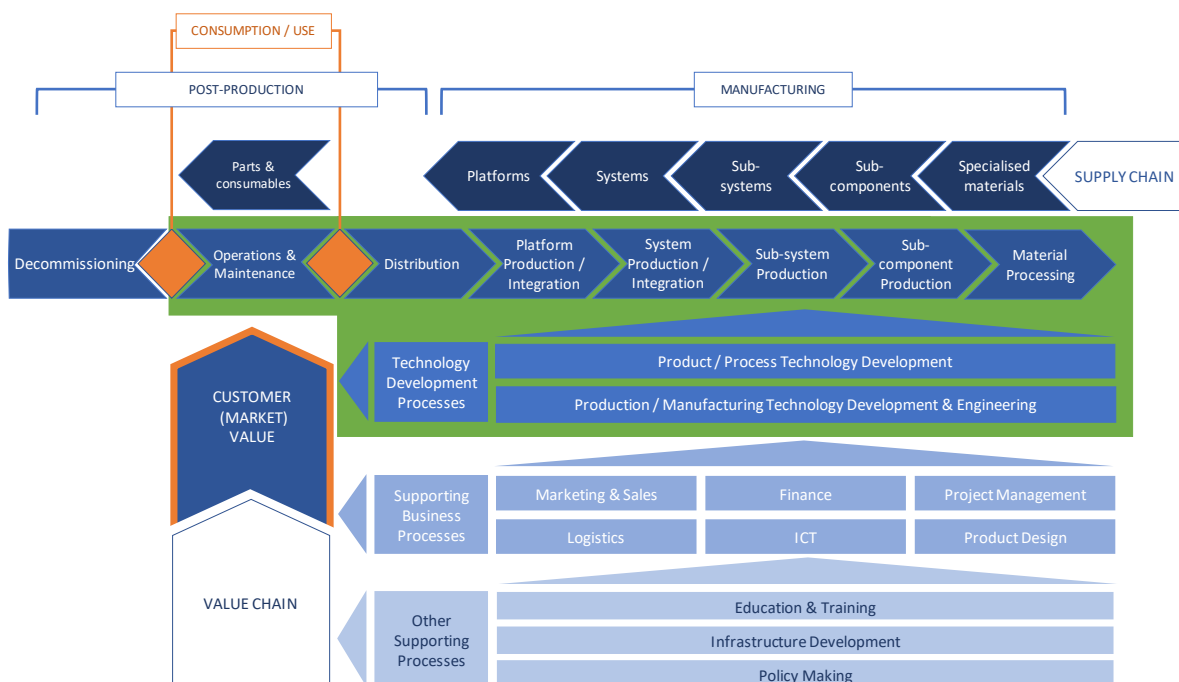 CONSUMPTION / USE
POST-PRODUCTION
MANUFACTURING
Parts &
consumables
Platforms
Systems
Sub-
systems
Sub-
components
Specialised
materials
SUPPLY CHAIN
Decommissioning
Operations &
Maintenance
Distribution
Platform
Production /
Integration
System
Production /
Integration
Sub-system
Production
Sub-
component
Production
Material
Processing
CUSTOMER
(MARKET)
VALUE
Technology
Development
Processes
Product / Process Technology Development
Production / Manufacturing Technology Development & Engineering
Supporting
Business
Processes
Marketing & Sales
Finance
Project Management
Logistics
ICT
Product Design
VALUE CHAIN
Other
Supporting
Processes
Education & Training
Infrastructure Development
Policy Making